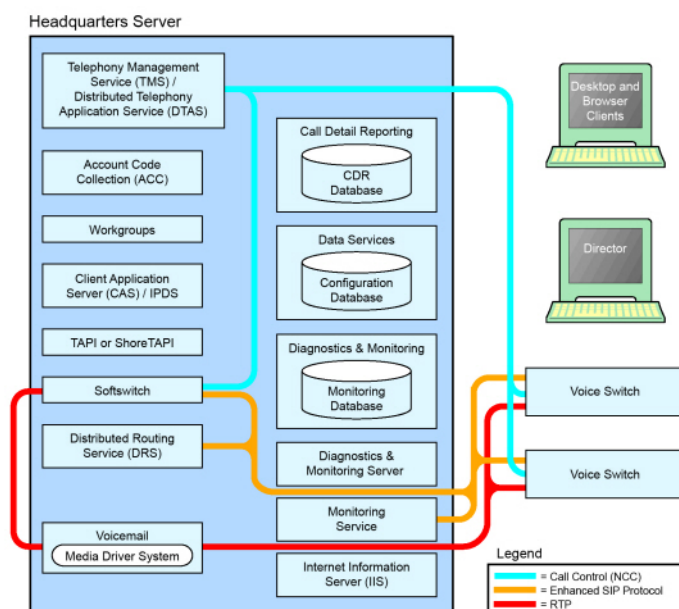 Headquarters Server
Telephony Management
Service (TMS) /
Distributed Telephony
Application Service (DTAS)
Account Code
Collection (ACC)
Workgroups
Client Application
Server (CAS) / IPDS
TAPI or ShoreTAPI
Softswitch
Distributed Routing
Service (DRS)
Voicemail
Media Driver System
Call Detail Reporting
CDR
Database
Data Services
Configuration
Database
Diagnostics & Monitoring
Monitoring
Database
Diagnostics &
Monitoring Server
Monitoring
Service
Internet Information
Server (IIS)
Desktop and
Browser
Clients
Director
Voice Switch
Voice Switch
Legend
= Call Control (NCC)
= Enhanced SIP Protocol
= RTP